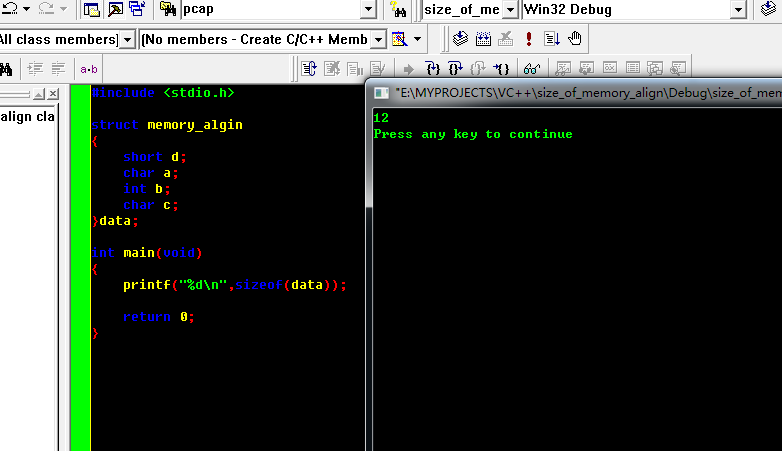 pcap
size_of_me
Win32 Debug
All class members]
(No members - Create C/C++ Memb
a·b
align cla
#include <stdio.h>
struct memory_algin
{
short d;
char a;
int b;
char c;
}data;
int main(void)
{
printf("%d\n",sizeof(data));
return 0;
}
"E:\MYPROJECTS\VC++\size_of_memory_align\Debug\size_of_mem
12
Press any key to continue